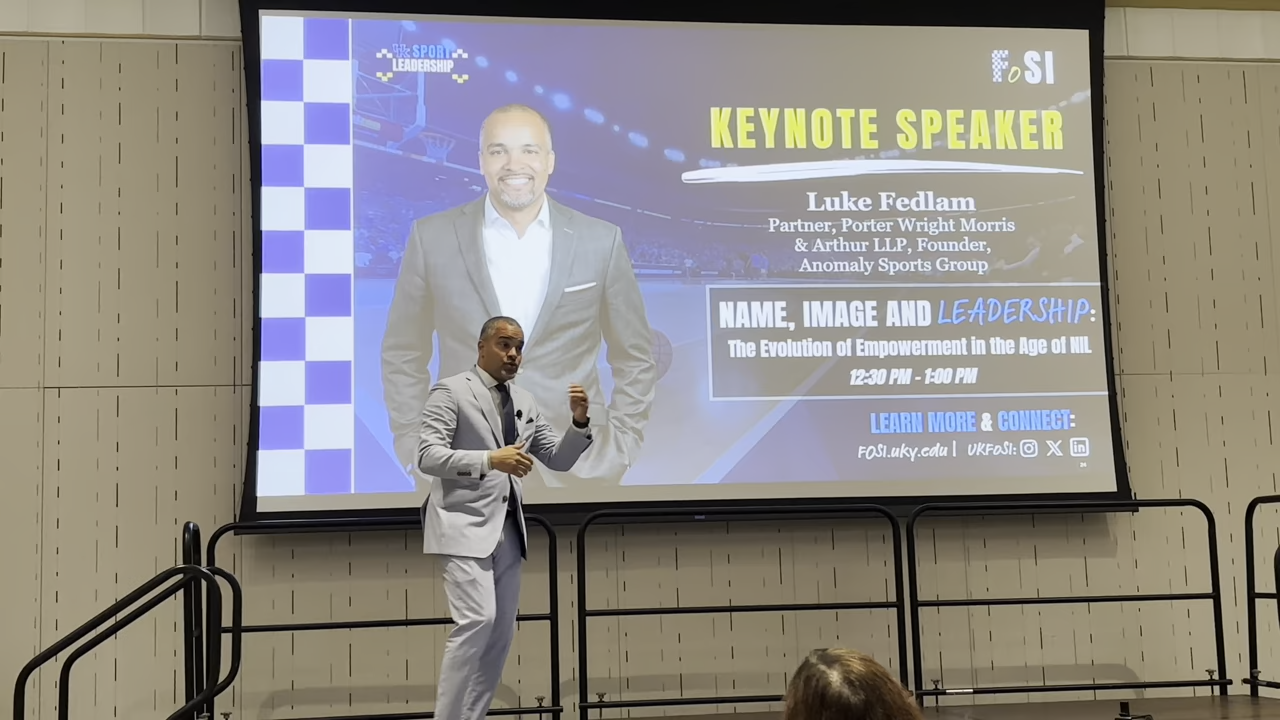 UK SPORT
LEADERSHIP
FoSI
KEYNOTE SPEAKER
Luke Fedlam
Partner, Porter Wright Morris
& Arthur LLP, Founder,
Anomaly Sports Group
NAME, IMAGE AND LEADERSHIP:
The Evolution of Empowerment in the Age of NIL
12:30 PM - 1:00 PM
LEARN MORE & CONNECT:
FOSI.uky.edu | UKFOSI: